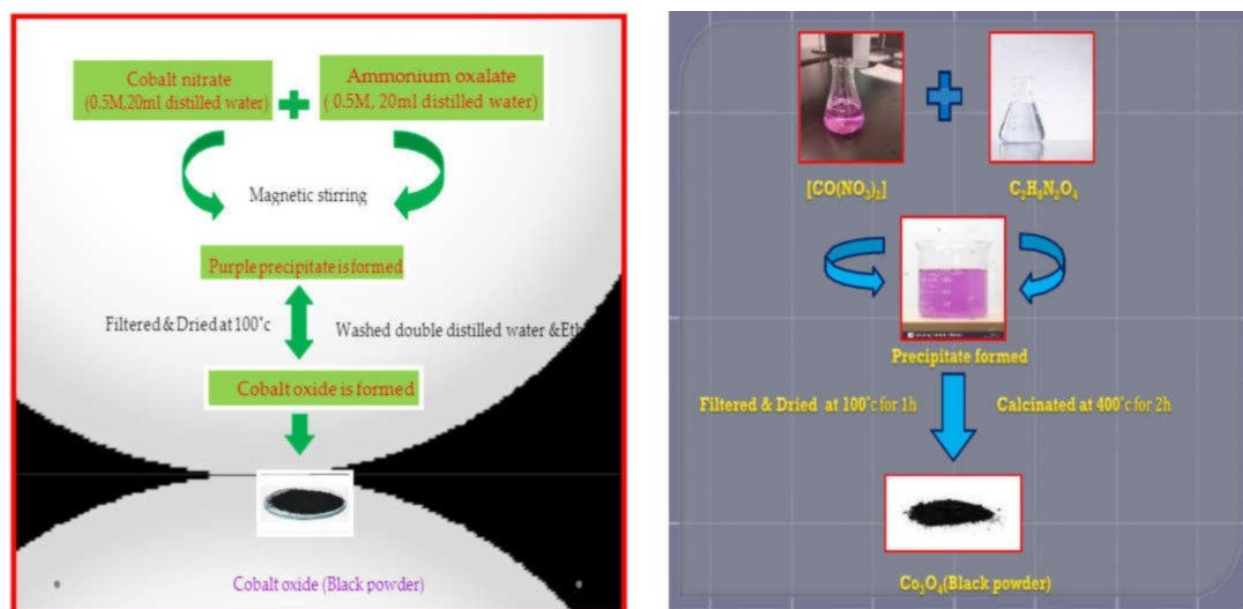 Cobalt nitrate
(0.5M,20ml distilled water)
Ammonium oxalate
( 0.5M, 20ml distilled water)
Magnetic stirring
Purple precipitate is formed
Filtered & Dried at 100°c
Washed double distilled water &Eth
Cobalt oxide is formed
Cobalt oxide (Black powder)
[CO(NO₃)₂]
C₂H₈N₂O₄
Precipitate formed
Filtered & Dried at 100°c for 1h
Calcinated at 400°c for 2h
Co₃O₄(Black powder)